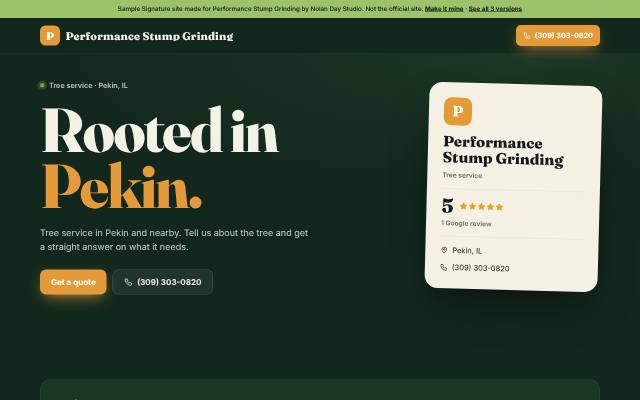 Sample Signature site made for Performance Stump Grinding by Nolan Day Studio. Not the official site. Make it mine · See all 3 versions
P Performance Stump Grinding
(309) 303-0820
Tree service · Pekin, IL
Rooted in
Pekin.
Tree service in Pekin and nearby. Tell us about the tree and get
a straight answer on what it needs.
Get a quote
(309) 303-0820
P
Performance
Stump Grinding
Tree service
5
1 Google review
Pekin, IL
(309) 303-0820